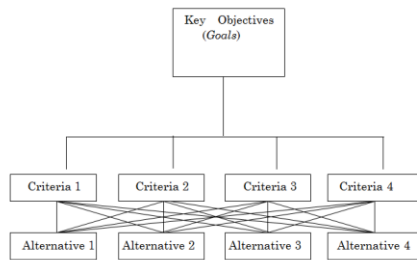 Key Objectives
(Goals)
Criteria 1 Criteria 2 Criteria 3 Criteria 4
Alternative 1 Alternative 2 Alternative 3 Alternative 4